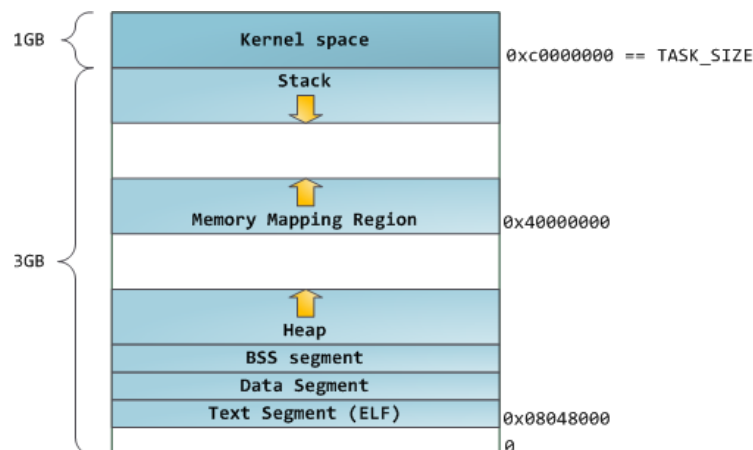 1GB
Kernel space
0xc0000000 == TASK_SIZE
Stack
Memory Mapping Region
0x40000000
3GB
Heap
BSS segment
Data Segment
Text Segment (ELF)
0x08048000
0